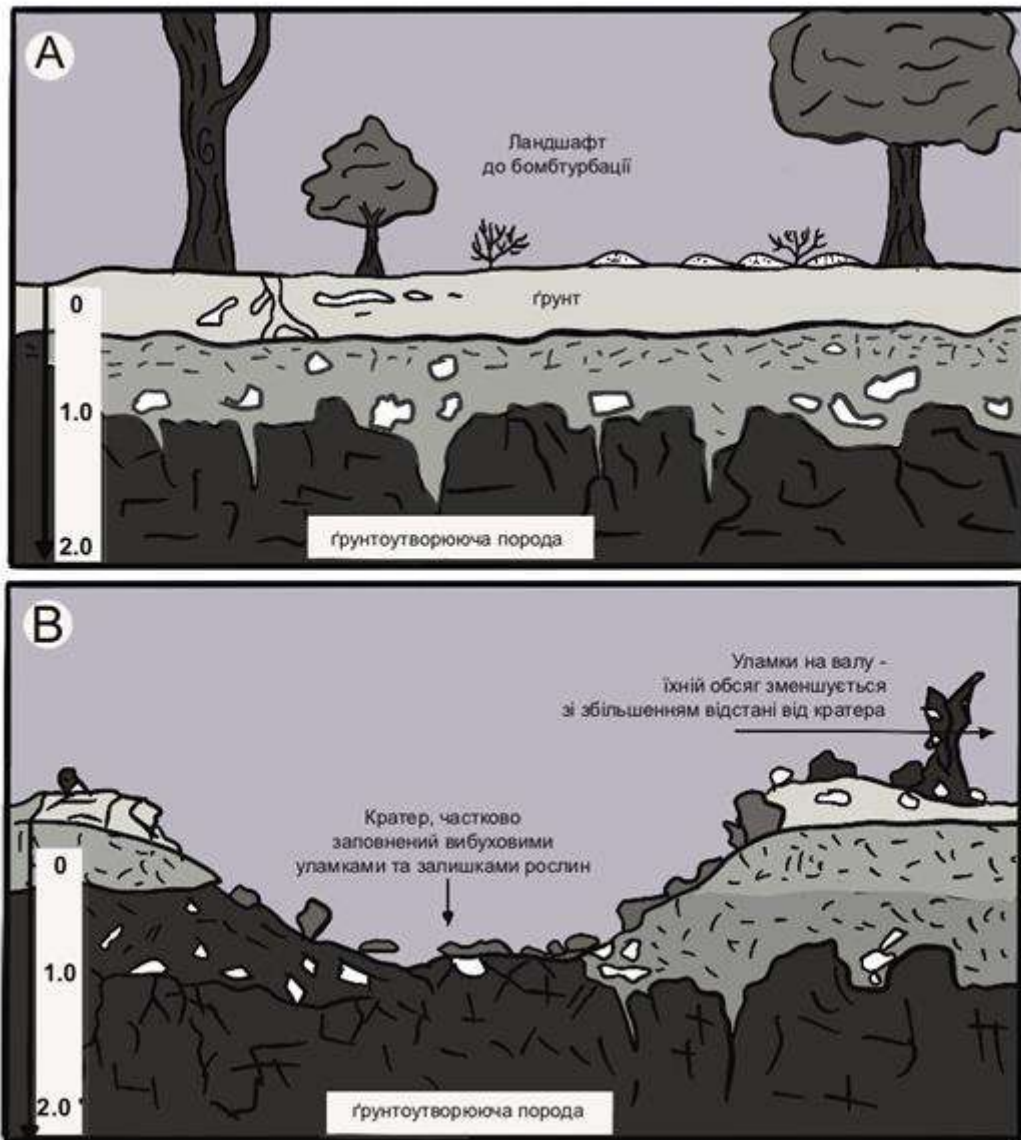 A
Ландшафт
до бомбтурбації
0
ґрунт
1.0
2.0
ґрунтоутворююча порода
B
Уламки на валу -
їхній обсяг зменшується
зі збільшенням відстані від кратера
Кратер, частково
заповнений вибуховими
уламками та залишками рослин
0
1.0
2.0
ґрунтоутворююча порода